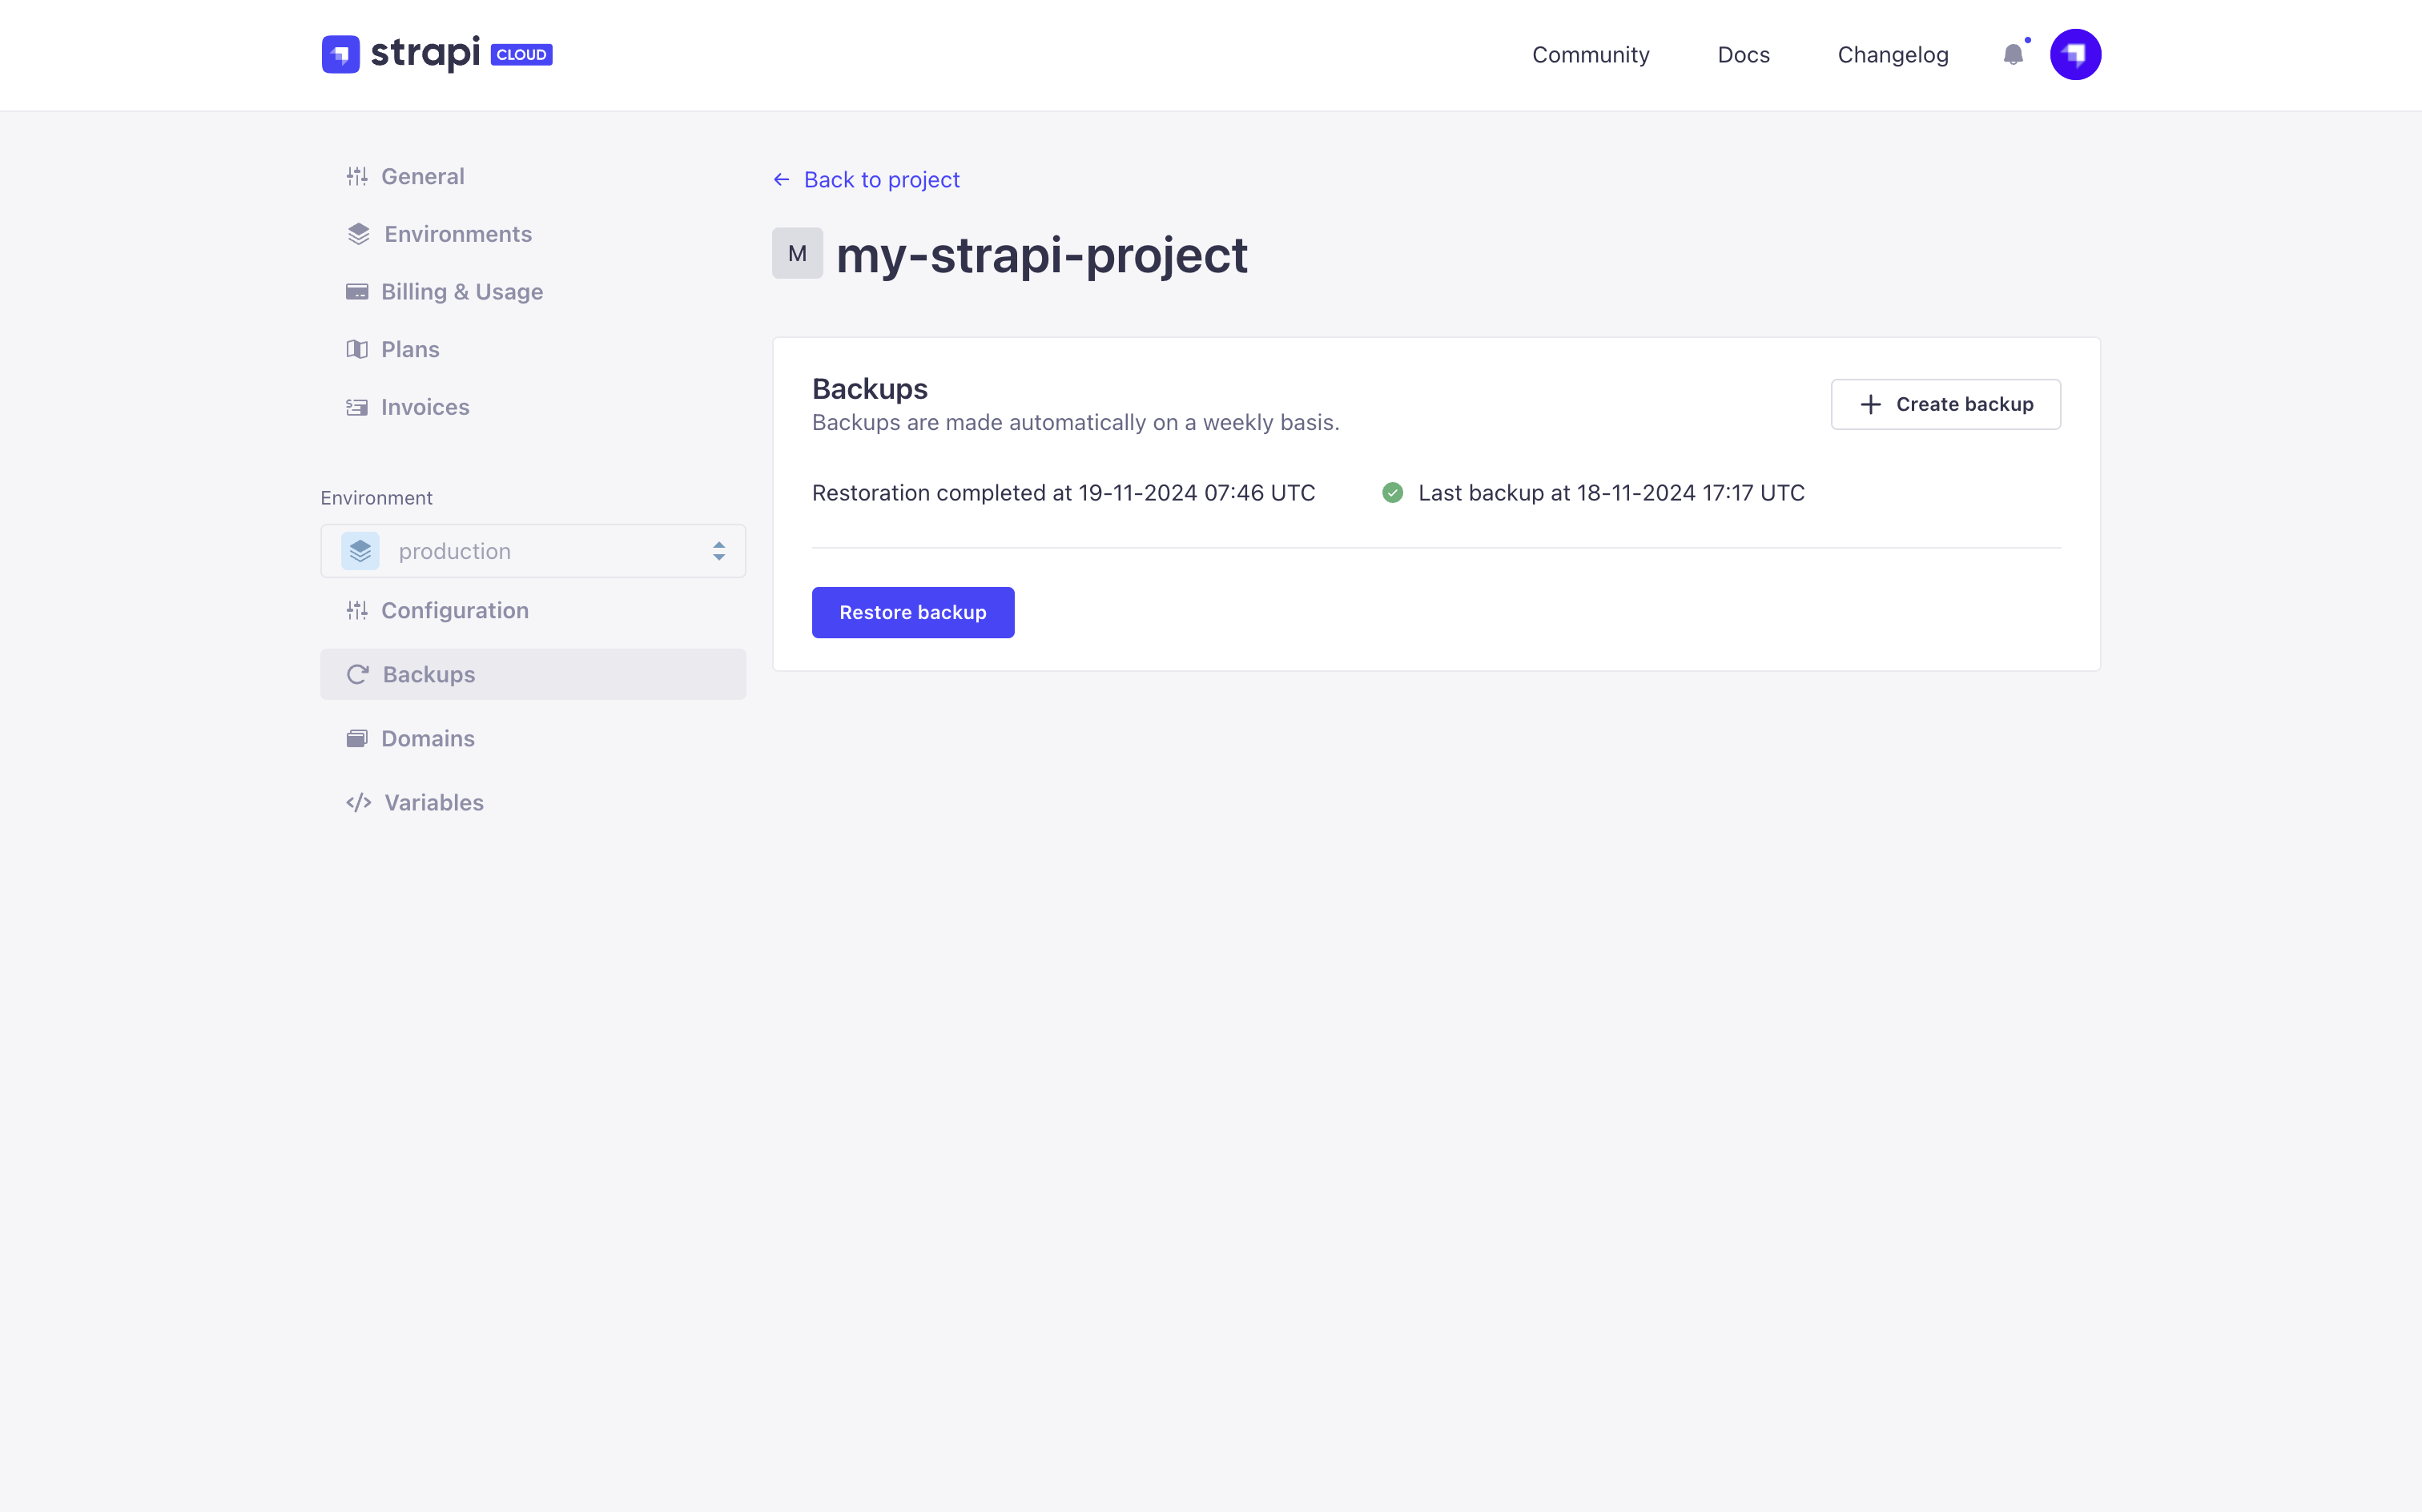 strapi CLOUD
Community
Docs
Changelog
General
Environments
Billing & Usage
Plans
Invoices
Environment
production
Configuration
Backups
Domains
Variables
Back to project
M my-strapi-project
Backups
Backups are made automatically on a weekly basis.
Create backup
Restoration completed at 19-11-2024 07:46 UTC
Last backup at 18-11-2024 17:17 UTC
Restore backup